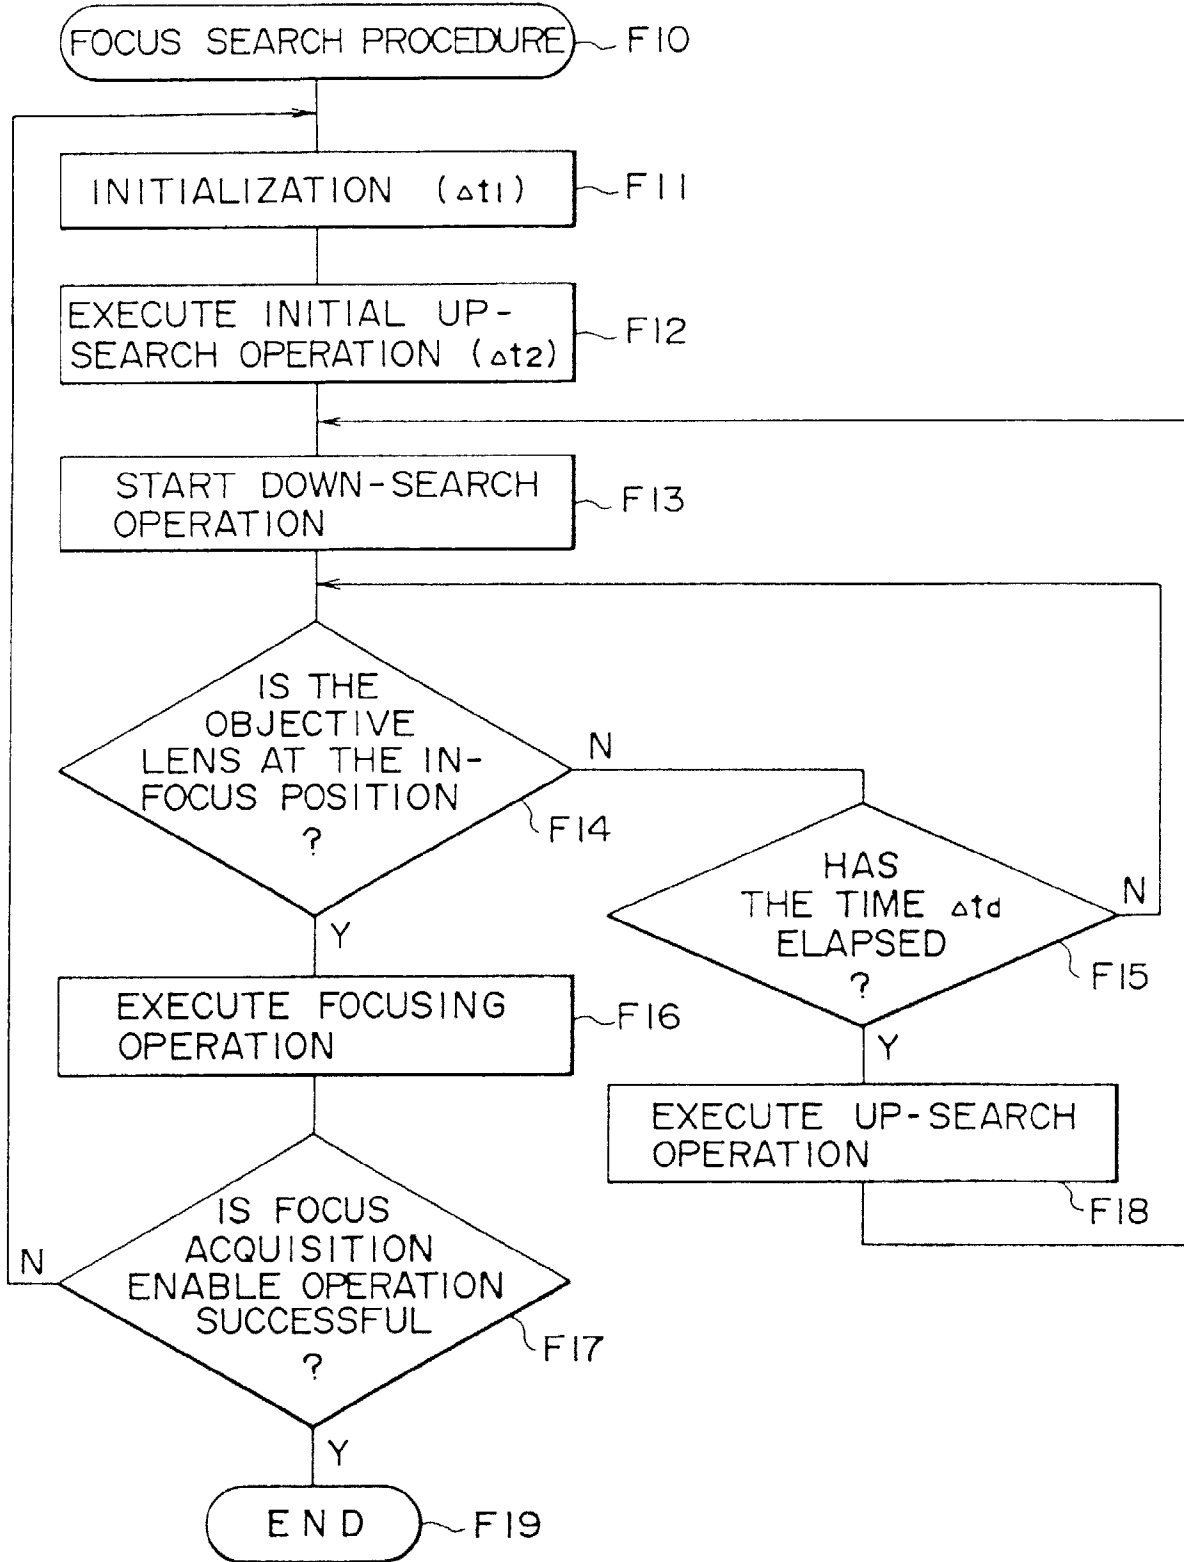 FOCUS SEARCH PROCEDURE
F10
INITIALIZATION (Δt1)
F11
EXECUTE INITIAL UP-
SEARCH OPERATION (Δt2)
F12
START DOWN-SEARCH
OPERATION
F13
IS THE
OBJECTIVE
LENS AT THE IN-
FOCUS POSITION
?
F14
N
Y
HAS
THE TIME Δtd
ELAPSED
?
F15
N
Y
EXECUTE FOCUSING
OPERATION
F16
EXECUTE UP-SEARCH
OPERATION
F18
IS FOCUS
ACQUISITION
ENABLE OPERATION
SUCCESSFUL
?
F17
N
Y
END
F19